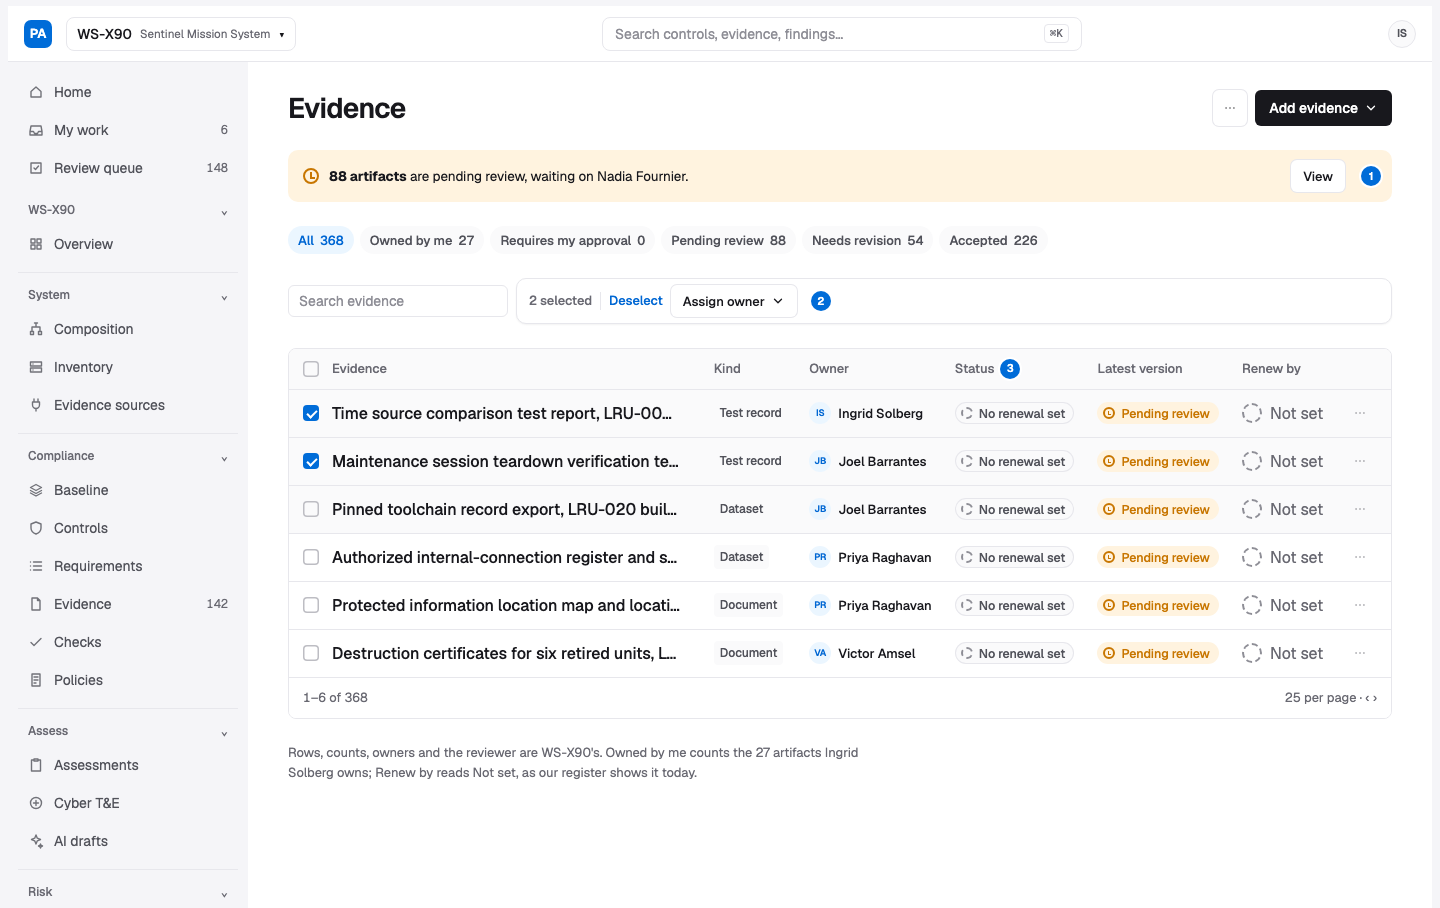 PA WS-X90 Sentinel Mission System ▾ Search controls, evidence, findings... ⌘K IS
Home
My work 6
Review queue 148
WS-X90
Overview
System
Composition
Inventory
Evidence sources
Compliance
Baseline
Controls
Requirements
Evidence 142
Checks
Policies
Assess
Assessments
Cyber T&E
AI drafts
Risk
Evidence
... Add evidence
88 artifacts are pending review, waiting on Nadia Fournier. View 1
All 368 Owned by me 27 Requires my approval 0 Pending review 88 Needs revision 54 Accepted 226
Search evidence 2 selected Deselect Assign owner 2
Evidence Kind Owner Status 3 Latest version Renew by
Time source comparison test report, LRU-00... Test record IS Ingrid Solberg No renewal set Pending review Not set ...
Maintenance session teardown verification te... Test record JB Joel Barrantes No renewal set Pending review Not set ...
Pinned toolchain record export, LRU-020 buil... Dataset JB Joel Barrantes No renewal set Pending review Not set ...
Authorized internal-connection register and s... Dataset PR Priya Raghavan No renewal set Pending review Not set ...
Protected information location map and locati... Document PR Priya Raghavan No renewal set Pending review Not set ...
Destruction certificates for six retired units, L... Document VA Victor Amsel No renewal set Pending review Not set ...
1–6 of 368 25 per page · ‹ ›
Rows, counts, owners and the reviewer are WS-X90's. Owned by me counts the 27 artifacts Ingrid
Solberg owns; Renew by reads Not set, as our register shows it today.